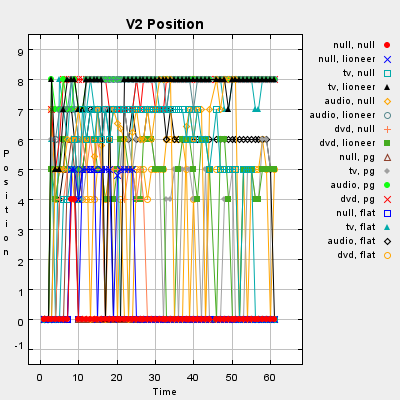 V2 Position
9
8
7
6
5
4
3
2
1
0
-1
Position
0 10 20 30 40 50 60
Time
null, null
null, lioneer
tv, null
tv, lioneer
audio, null
audio, lioneer
dvd, null
dvd, lioneer
null, pg
tv, pg
audio, pg
dvd, pg
null, flat
tv, flat
audio, flat
dvd, flat